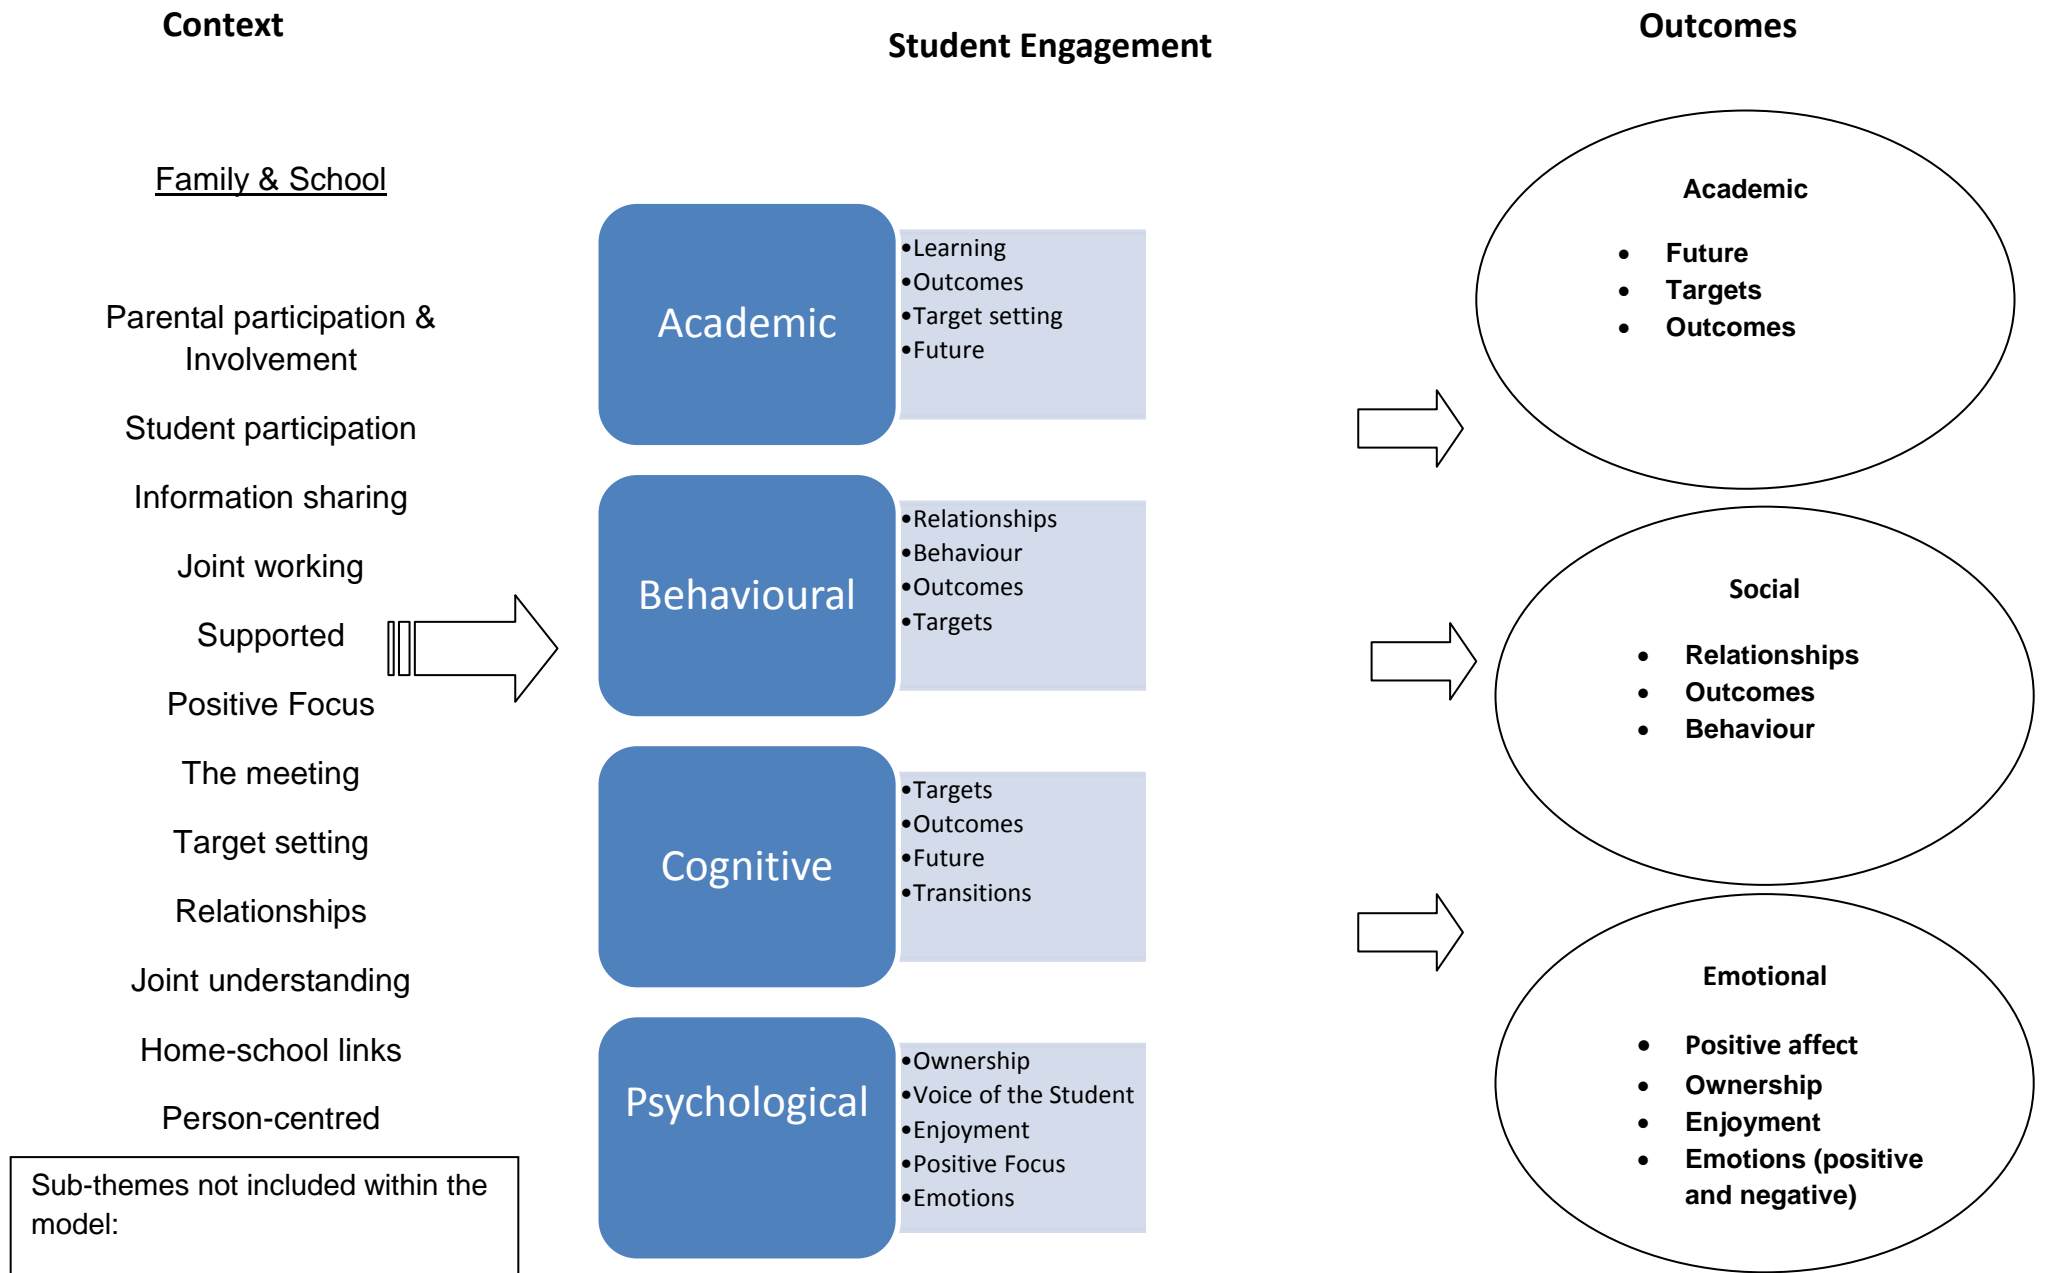 Context
Student Engagement
Outcomes
Family & School
Parental participation &
Involvement
Student participation
Information sharing
Joint working
Supported
Positive Focus
The meeting
Target setting
Relationships
Joint understanding
Home-school links
Person-centred
Sub-themes not included within the
model:
Academic
•Learning
•Outcomes
•Target setting
•Future
Behavioural
•Relationships
•Behaviour
•Outcomes
•Targets
Cognitive
•Targets
•Outcomes
•Future
•Transitions
Psychological
•Ownership
•Voice of the Student
•Enjoyment
•Positive Focus
•Emotions
Academic
• Future
• Targets
• Outcomes
Social
• Relationships
• Outcomes
• Behaviour
Emotional
• Positive affect
• Ownership
• Enjoyment
• Emotions (positive
and negative)